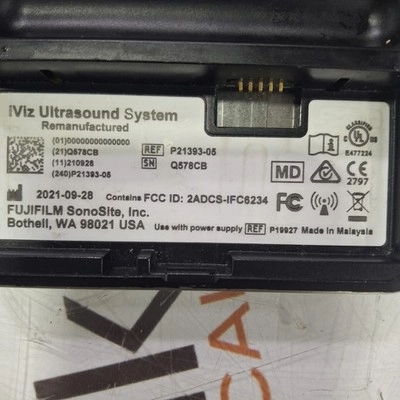 iViz Ultrasound System
Remanufactured
(01)00000000000000
(21)Q578CB
(11)210928
(240)P21393-05
REF P21393-05
SN Q578CB
E477224
MD
CE
2797
2021-09-28 Contains FCC ID: 2ADCS-IFC6234
FUJIFILM SonoSite, Inc.
Bothell, WA 98021 USA
Use with power supply REF P19927 Made in Malaysia